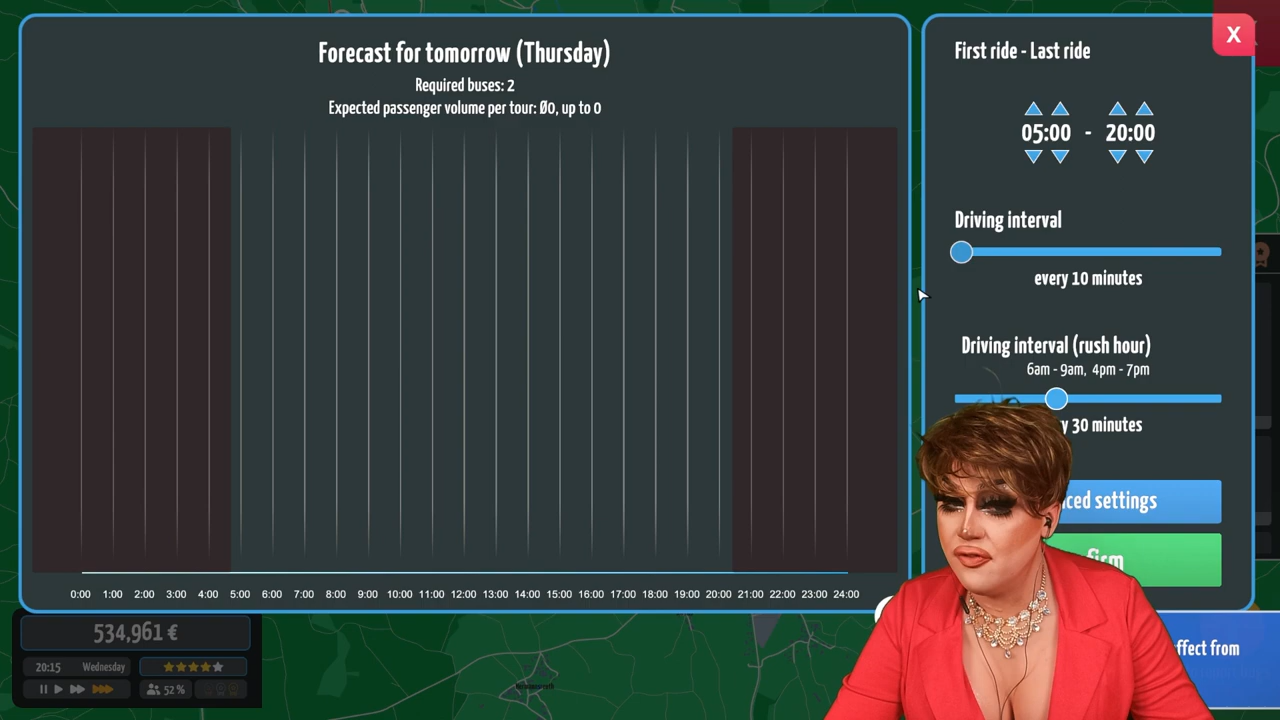 Forecast for tomorrow (Thursday)
Required buses: 2
Expected passenger volume per tour: Ø0, up to 0
0:00 1:00 2:00 3:00 4:00 5:00 6:00 7:00 8:00 9:00 10:00 11:00 12:00 13:00 14:00 15:00 16:00 17:00 18:00 19:00 20:00 21:00 22:00 23:00 24:00
First ride - Last ride
X
05:00 - 20:00
Driving interval
every 10 minutes
Driving interval (rush hour)
6am - 9am, 4pm - 7pm
y 30 minutes
ced settings
firm
ffect from
534,961 €
20:15 Wednesday
52 %